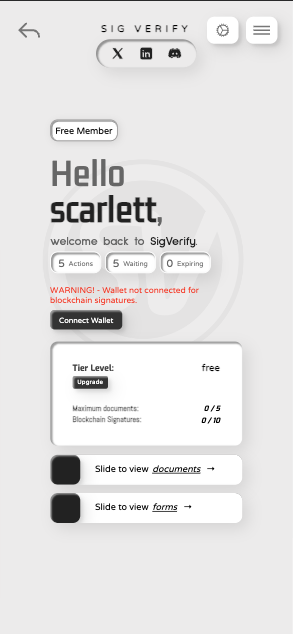 SIG VERIFY
Free Member
Hello
scarlett,
welcome back to SigVerify.
5 Actions 5 Waiting 0 Expiring
WARNING! - Wallet not connected for
blockchain signatures.
Connect Wallet
Tier Level: free
Upgrade
Maximum documents: 0 / 5
Blockchain Signatures: 0 / 10
Slide to view documents →
Slide to view forms →